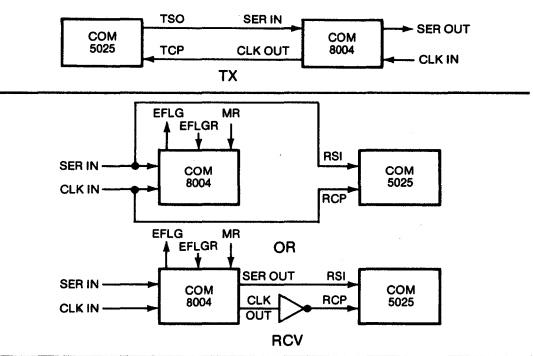 COM
5025
TSO SER IN
TCP CLK OUT
COM
8004
SER OUT
CLK IN
TX
EFLG
EFLGR
MR
SER IN
CLK IN
COM
8004
RSI
RCP
COM
5025
OR
EFLG
EFLGR
MR
SER IN
CLK IN
COM
8004
SER OUT RSI
CLK
OUT
RCP
COM
5025
RCV